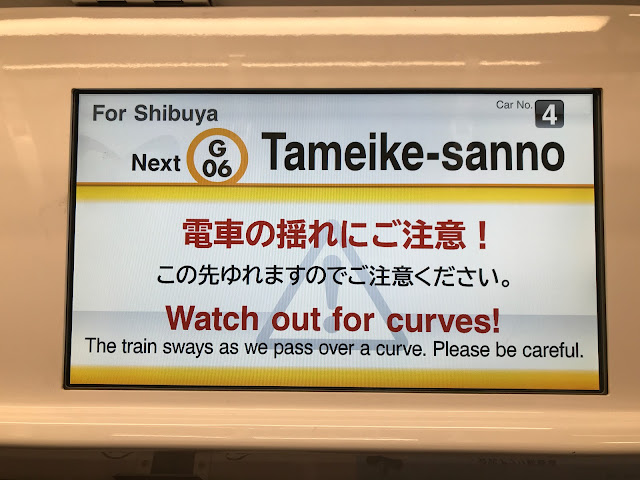 For Shibuya
Car No. 4
Next G 06 Tameike-sanno
電車の揺れにご注意！
この先ゆれますのでご注意ください。
Watch out for curves!
The train sways as we pass over a curve. Please be careful.